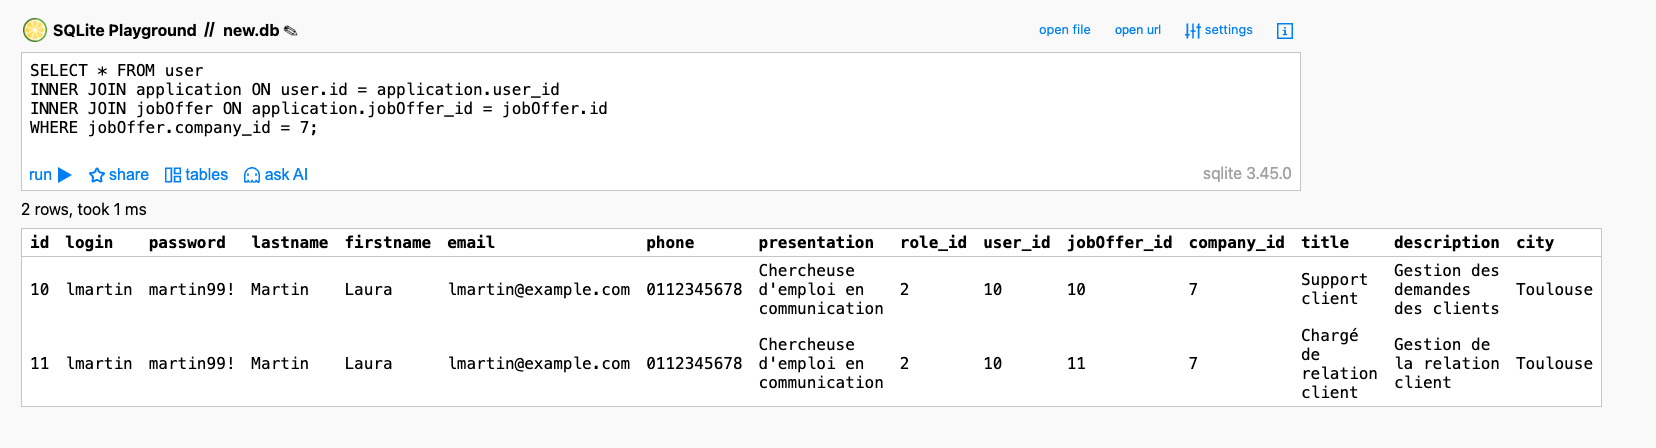 SQLite Playground // new.db ✎ open file open url settings i
SELECT * FROM user
INNER JOIN application ON user.id = application.user_id
INNER JOIN jobOffer ON application.jobOffer_id = jobOffer.id
WHERE jobOffer.company_id = 7;
run share tables ask AI sqlite 3.45.0
2 rows, took 1 ms
id login password lastname firstname email phone presentation role_id user_id jobOffer_id company_id title description city
10 lmartin martin99! Martin Laura lmartin@example.com 0112345678 Chercheuse d'emploi en communication 2 10 10 7 Support client Gestion des demandes des clients Toulouse
11 lmartin martin99! Martin Laura lmartin@example.com 0112345678 Chercheuse d'emploi en communication 2 10 11 7 Chargé de relation client Gestion de la relation client Toulouse